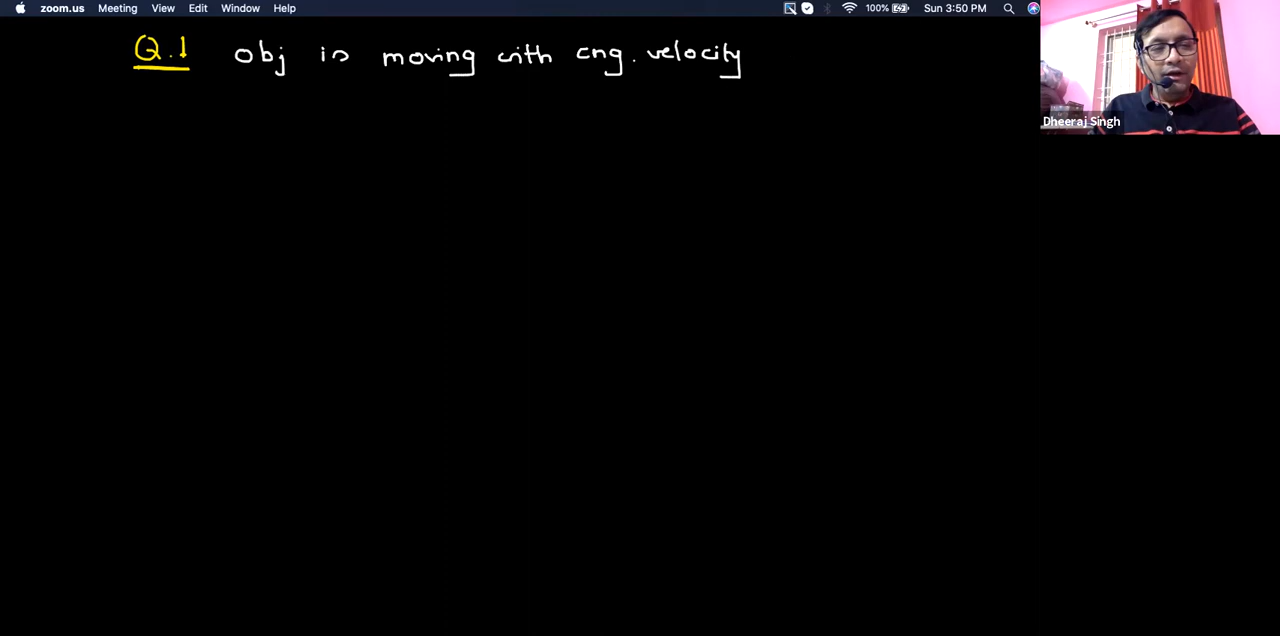 zoom.us Meeting View Edit Window Help 100% Sun 3:50 PM
Q.1 Obj is moving with cng. velocity
Dheeraj Singh